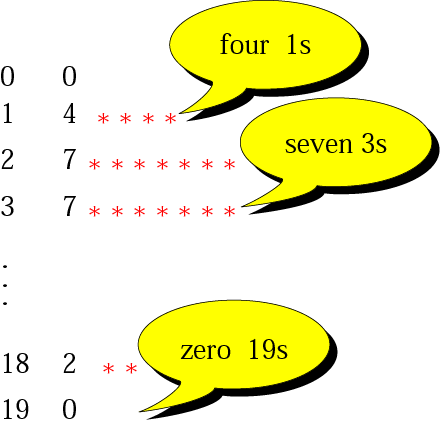 four 1s
0 0
1 4 * * * *
seven 3s
2 7 * * * * * * *
3 7 * * * * * * *
.
.
.
zero 19s
18 2 * *
19 0